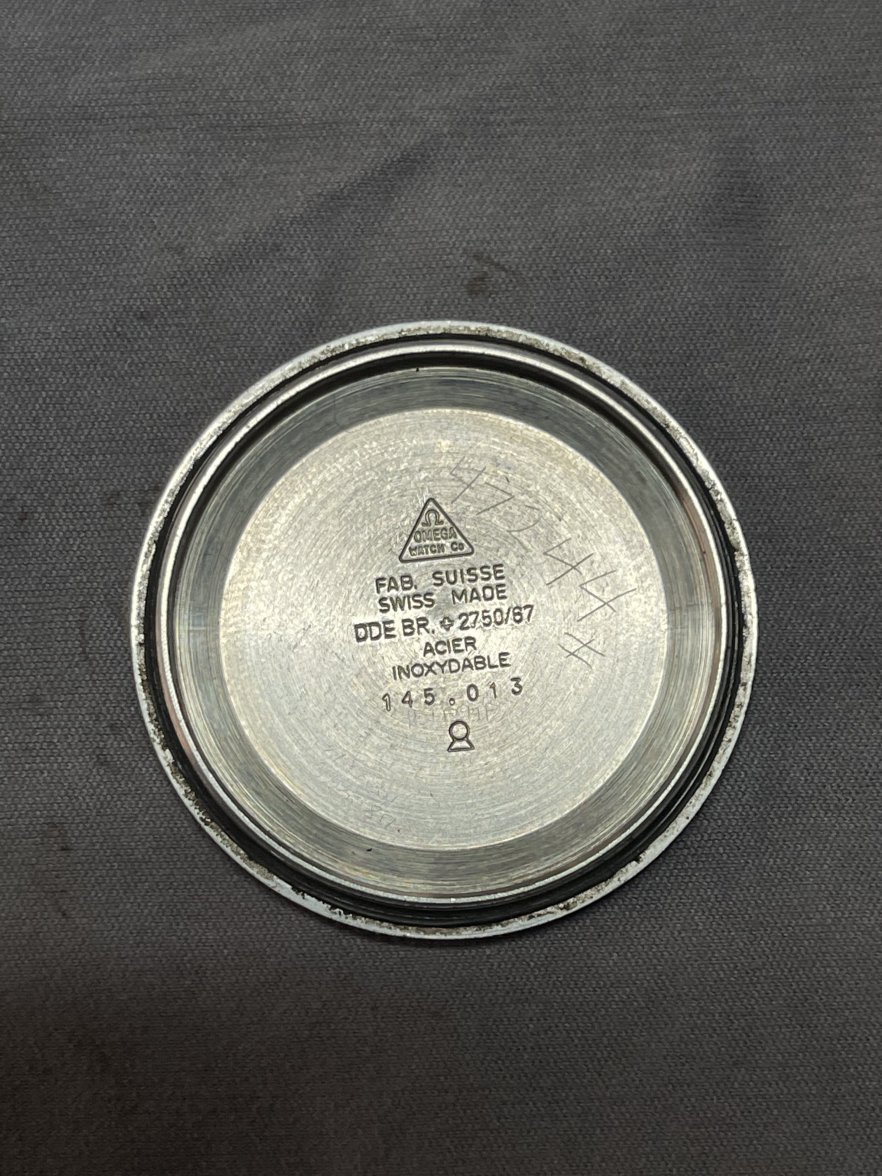 Ω
OMEGA
WATCH Co
FAB. SUISSE
SWISS MADE
DDE BR. ✚ 2750/67
ACIER
INOXYDABLE
145.013